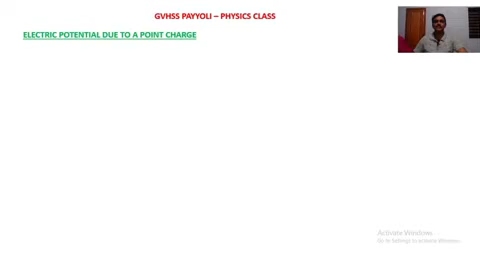 GVHSS PAYYOLI – PHYSICS CLASS
ELECTRIC POTENTIAL DUE TO A POINT CHARGE
Activate Windows
Go to Settings to activate Windows.